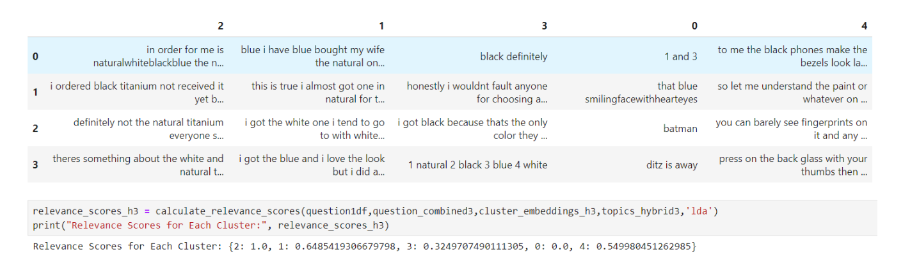 2 1 3 0 4
0 in order for me is naturalwhiteblackblue the n... blue i have blue bought my wife the natural on... black definitely 1 and 3 to me the black phones make the bezels look la...
1 i ordered black titanium not received it yet b... this is true i almost got one in natural for t... honestly i wouldnt fault anyone for choosing a... that blue smilingfacewithhearteyes so let me understand the paint or whatever on ...
2 definitely not the natural titanium everyone s... i got the white one i tend to go to with white... i got black because thats the only color they ... batman you can barely see fingerprints on it and any ...
3 theres something about the white and natural t... i got the blue and i love the look but i did a... 1 natural 2 black 3 blue 4 white ditz is away press on the back glass with your thumbs then ...
relevance_scores_h3 = calculate_relevance_scores(question1df,question_combined3,cluster_embeddings_h3,topics_hybrid3,'lda')
print("Relevance Scores for Each Cluster:", relevance_scores_h3)
Relevance Scores for Each Cluster: {2: 1.0, 1: 0.6485419306679798, 3: 0.3249707490111305, 0: 0.0, 4: 0.549980451262985}